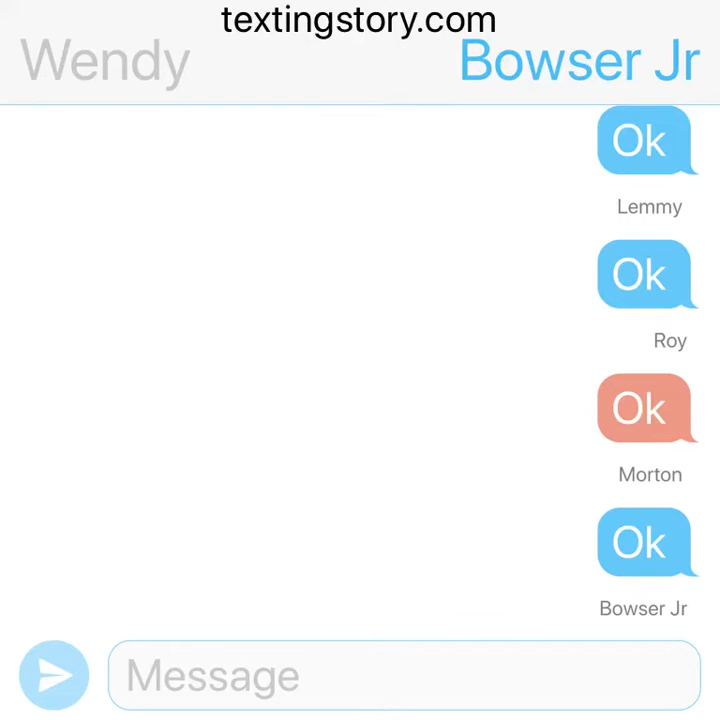 textingstory.com
Wendy Bowser Jr
Ok
Lemmy
Ok
Roy
Ok
Morton
Ok
Bowser Jr
Message